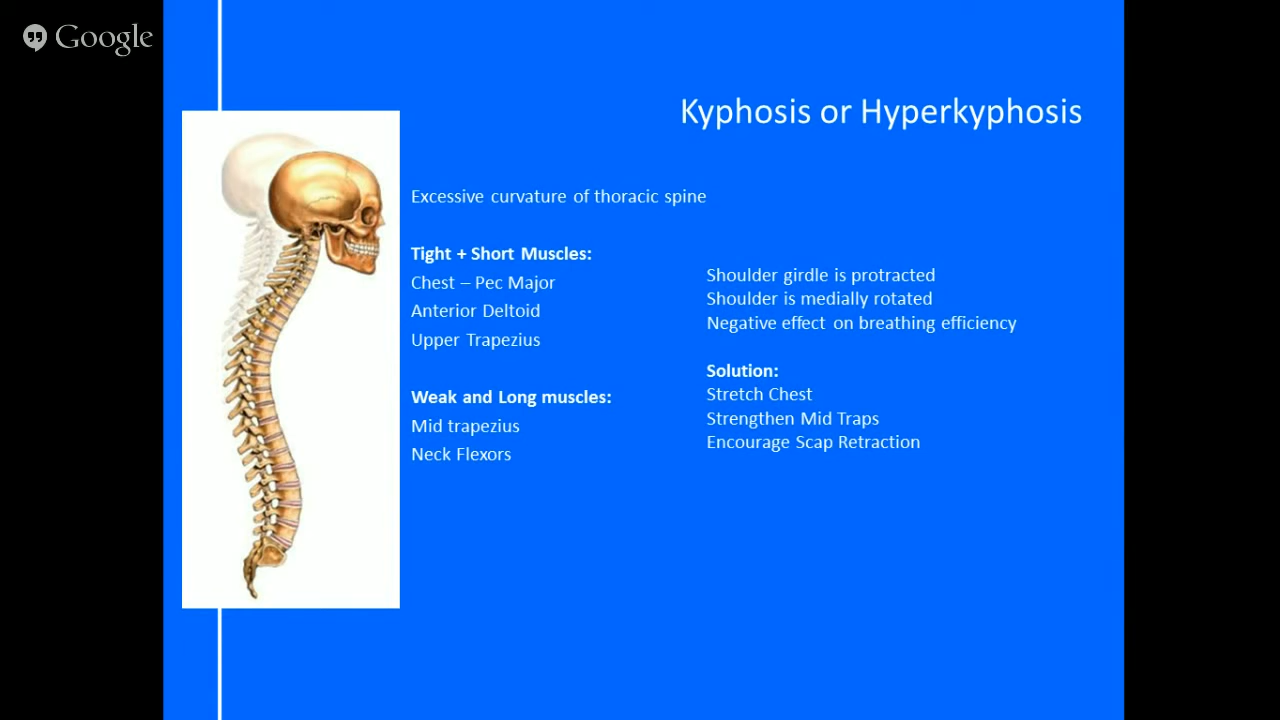 Google
Kyphosis or Hyperkyphosis
Excessive curvature of thoracic spine
Tight + Short Muscles:
Chest – Pec Major
Anterior Deltoid
Upper Trapezius
Weak and Long muscles:
Mid trapezius
Neck Flexors
Shoulder girdle is protracted
Shoulder is medially rotated
Negative effect on breathing efficiency
Solution:
Stretch Chest
Strengthen Mid Traps
Encourage Scap Retraction